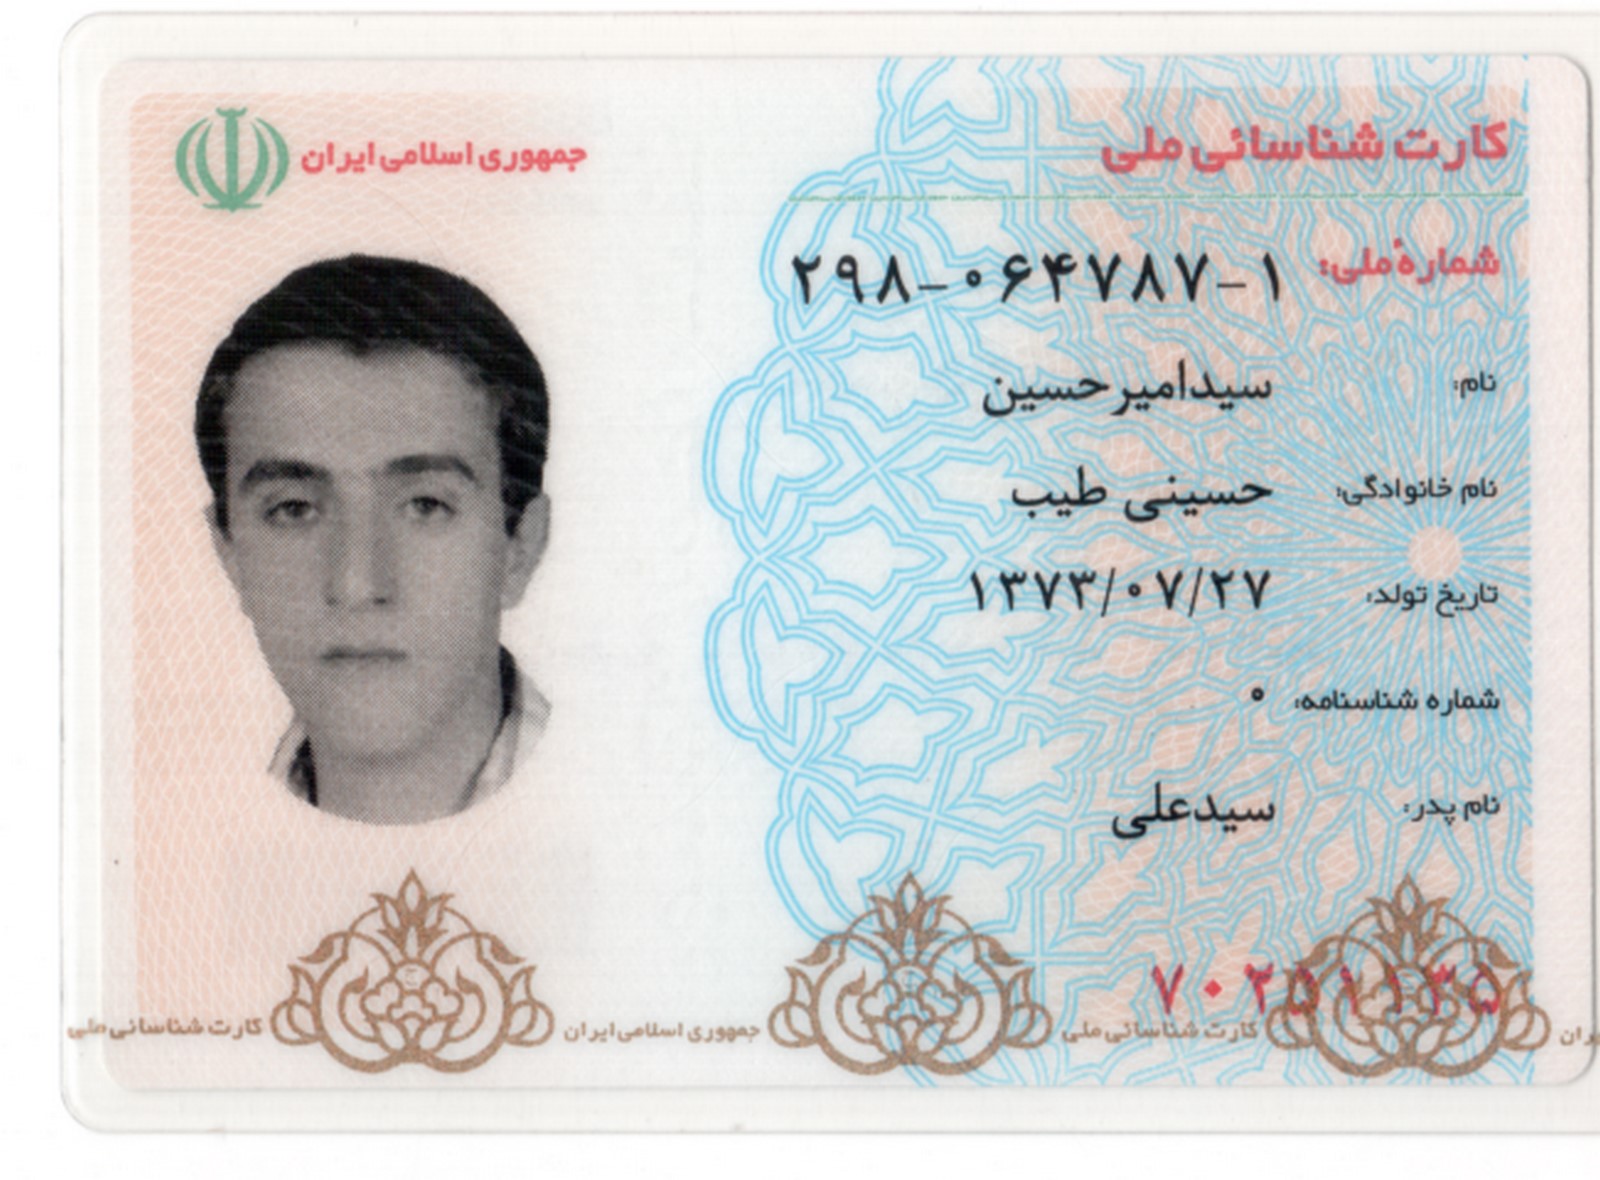 جمهوری اسلامی ایران
کارت شناسائی ملی
شمارهٔ ملی: ۲۹۸-۰۶۴۷۸۷-۱
نام: سیدامیرحسین
نام خانوادگی: حسینی طیب
تاریخ تولد: ۱۳۷۳/۰۷/۲۷
شماره شناسنامه: ۰
نام پدر: سیدعلی
۷۰۲۵۱۱۳۵
ایران کارت شناسائی ملی جمهوری اسلامی ایران کارت شناسائی ملی